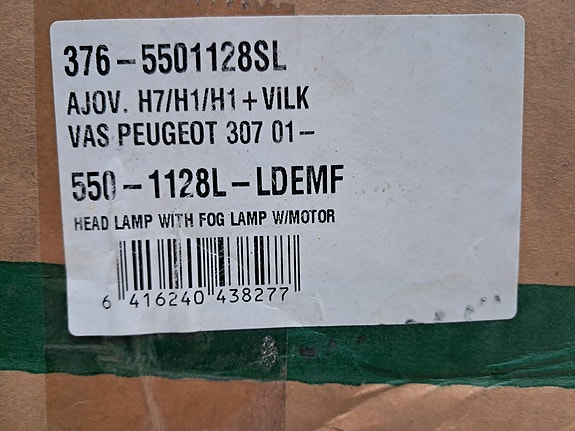 376-5501128SL
AJOV. H7/H1/H1+VILK
VAS PEUGEOT 307 01-
550-1128L-LDEMF
HEAD LAMP WITH FOG LAMP W/MOTOR
6 416240 438277